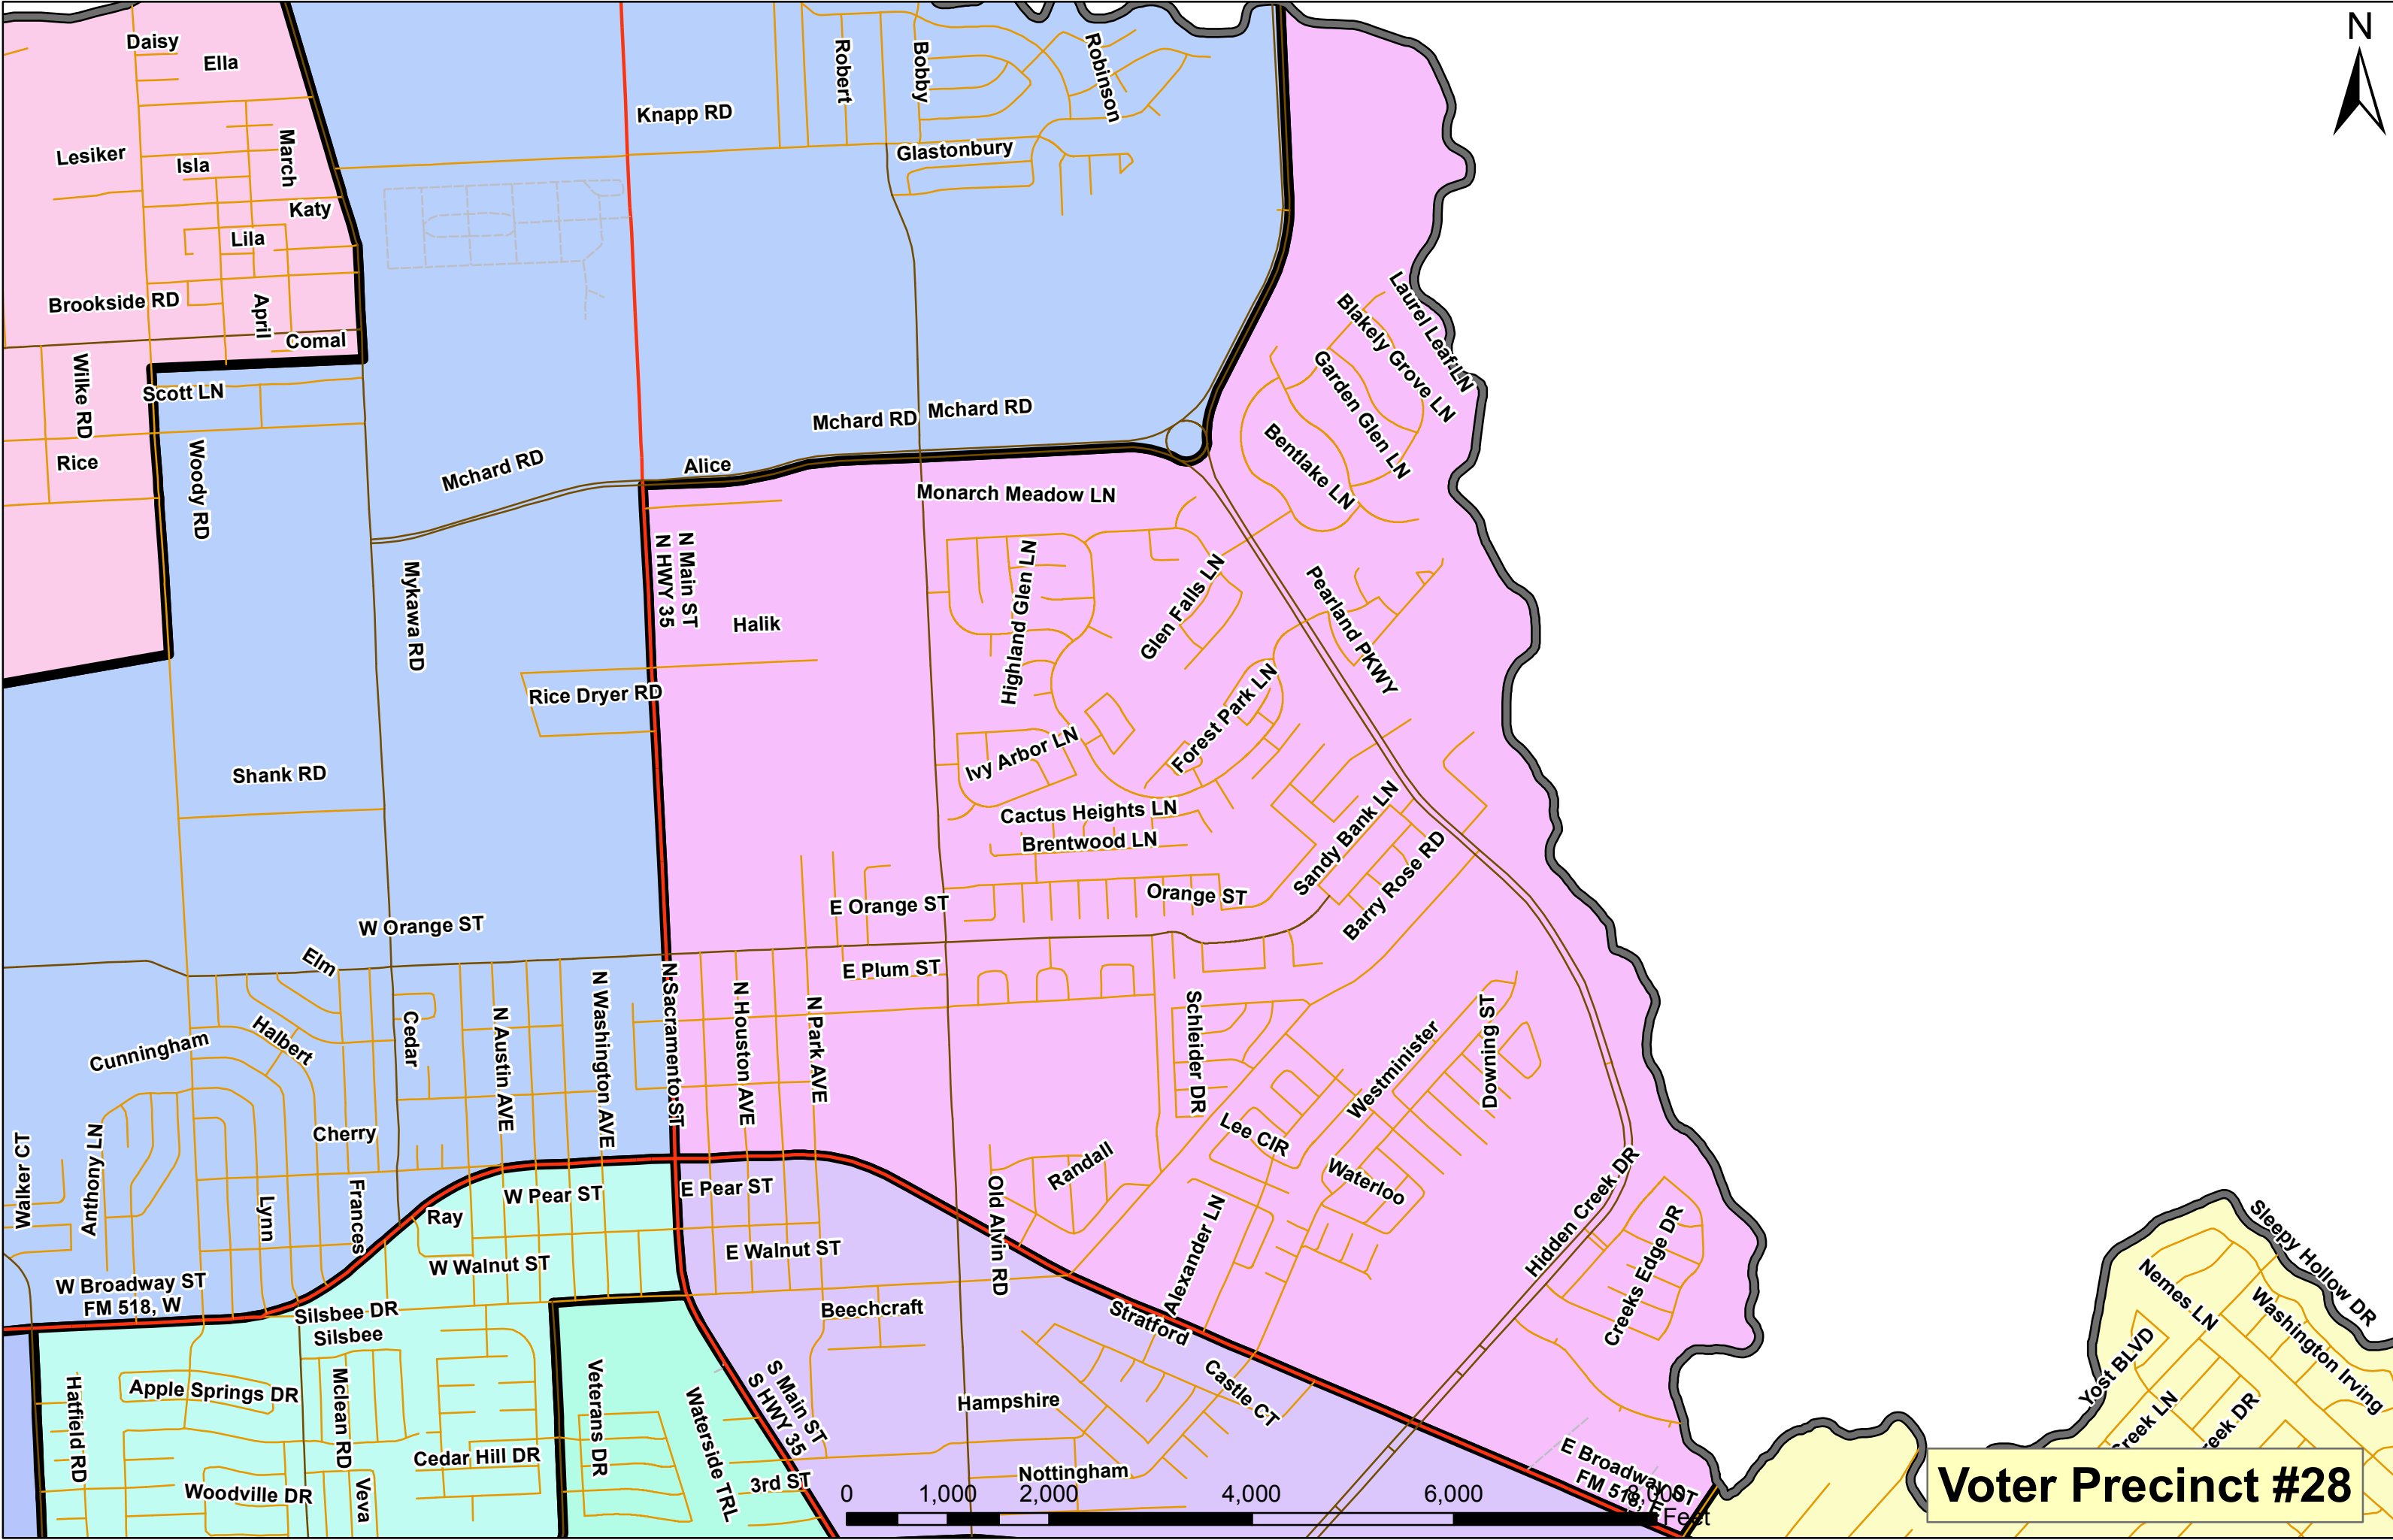 N
Daisy
Ella
Robert
Bobby
Robinson
Knapp RD
Lesiker
Isla
March
Glastonbury
Katy
Lila
Brookside RD
April
Comal
Laurel Leaf LN
Blakely Grove LN
Garden Glen LN
Bentlake LN
Wilke RD
Scott LN
Rice
Woody RD
Mchard RD
Mchard RD
Mchard RD
Alice
Monarch Meadow LN
N Main ST
N HWY 35
Mykawa RD
Halik
Highland Glen LN
Glen Falls LN
Pearland PKWY
Rice Dryer RD
Forest Park LN
Ivy Arbor LN
Shank RD
Cactus Heights LN
Brentwood LN
Sandy Bank LN
Barry Rose RD
Orange ST
E Orange ST
W Orange ST
Elm
E Plum ST
N Sacramento ST
N Houston AVE
N Park AVE
N Washington AVE
N Austin AVE
Cedar
Halbert
Cunningham
Schleider DR
Westminister
Downing ST
Lee CIR
Waterloo
Randall
Cherry
Walker CT
Anthony LN
Lynn
Frances
Ray
W Pear ST
E Pear ST
Old Alvin RD
Alexander LN
Hidden Creek DR
Creeks Edge DR
Sleepy Hollow DR
Nemes LN
Washington Irving
Yost BLVD
Creek LN
reek DR
W Walnut ST
E Walnut ST
W Broadway ST
FM 518, W
Silsbee DR
Silsbee
Beechcraft
Stratford
Castle CT
Hampshire
Nottingham
S Main ST
S HWY 35
Hatfield RD
Apple Springs DR
Mclean RD
Cedar Hill DR
Veterans DR
Waterside TRL
Woodville DR
Veva
3rd ST
E Broadway ST
FM 518, E
0 1,000 2,000 4,000 6,000 8,000
Feet
Voter Precinct #28